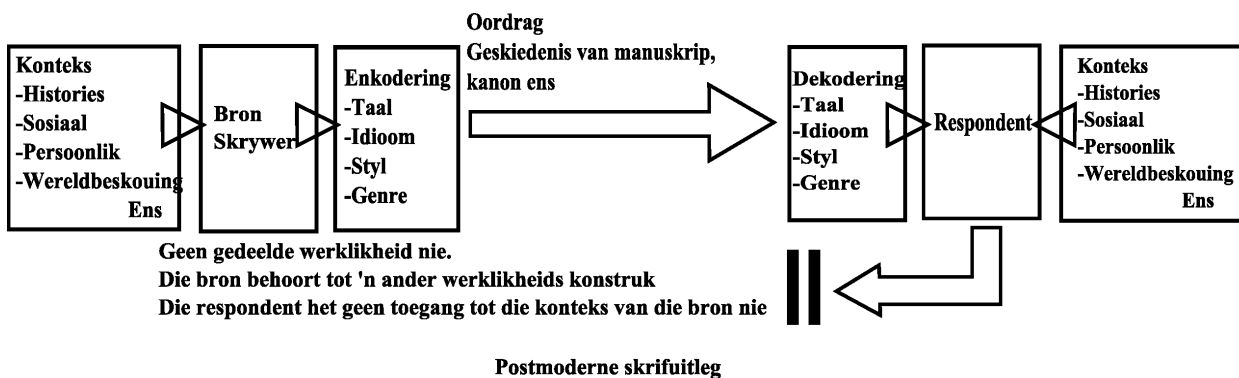 Konteks
-Histories
-Sosiaal
-Persoonlik
-Wereldbeskouing
Ens
Bron
Skrywer
Enkodering
-Taal
-Idioom
-Styl
-Genre
Oordrag
Geskiedenis van manuskrip,
kanon ens
Dekodering
-Taal
-Idioom
-Styl
-Genre
Respondent
Konteks
-Histories
-Sosiaal
-Persoonlik
-Wereldbeskouing
Ens
Geen gedeelde werklikheid nie.
Die bron behoort tot 'n ander werklikheids konstruk
Die respondent het geen toegang tot die konteks van die bron nie
Postmoderne skrifuitleg